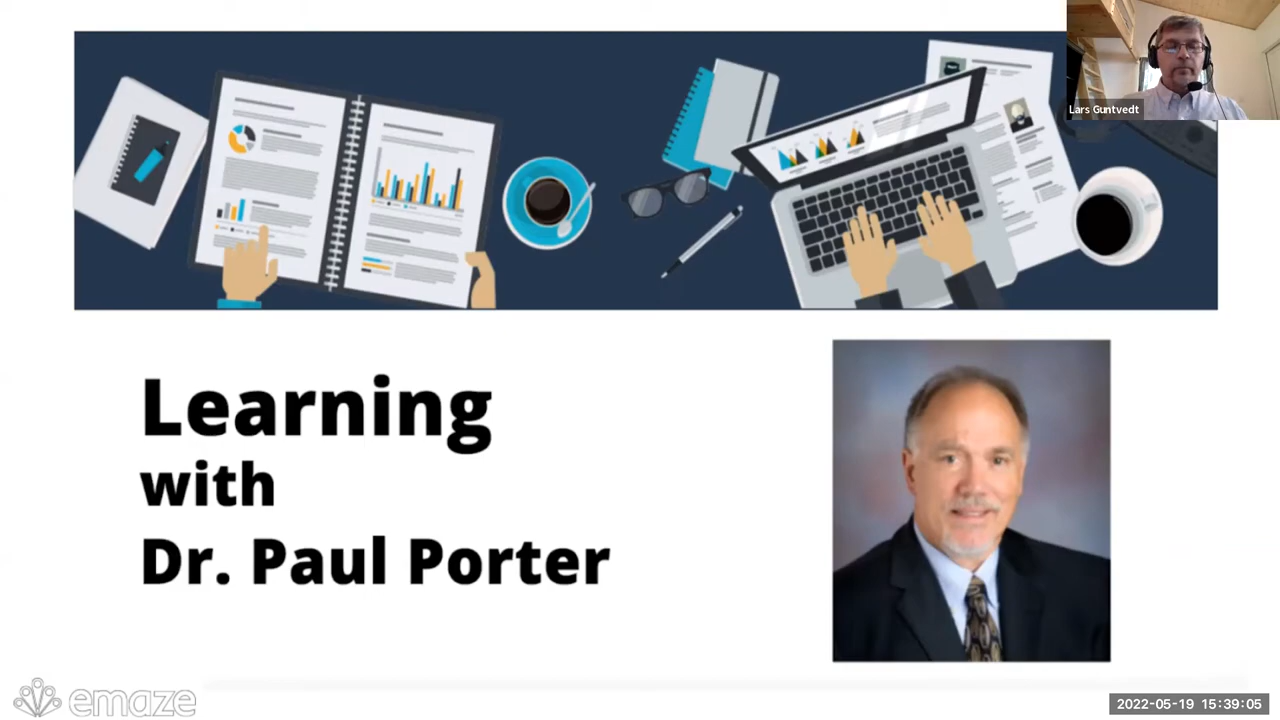 Lars Guntvedt
Learning
with
Dr. Paul Porter
emaze
2022-05-19 15:39:05